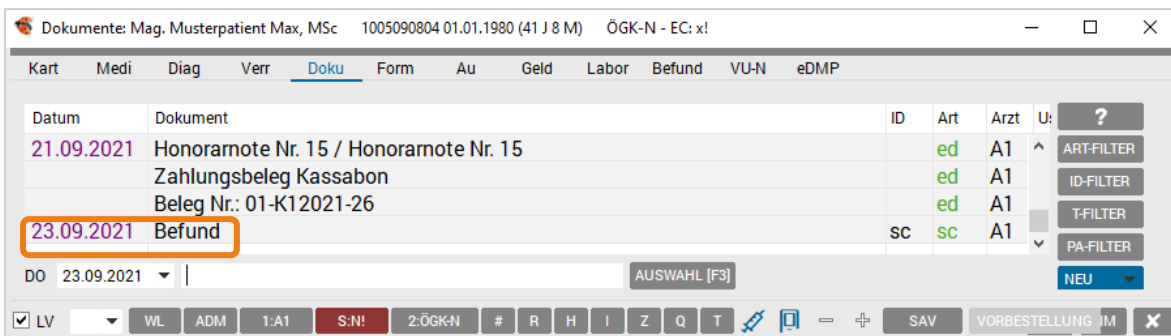 Dokumente: Mag. Musterpatient Max, MSc 1005090804 01.01.1980 (41 J 8 M) ÖGK-N - EC: x!
Kart Medi Diag Verr Doku Form Au Geld Labor Befund VU-N eDMP
Datum Dokument ID Art Arzt ?
21.09.2021 Honorarnote Nr. 15 / Honorarnote Nr. 15 ed A1 ART-FILTER
Zahlungsbeleg Kassabon ed A1 ID-FILTER
Beleg Nr.: 01-K12021-26 ed A1 T-FILTER
23.09.2021 Befund sc sc A1 PA-FILTER
DO 23.09.2021 AUSWAHL [F3] NEU
LV WL ADM 1:A1 S:N! 2:ÖGK-N # R H I Z Q T SAV VORBESTELLUNG IM